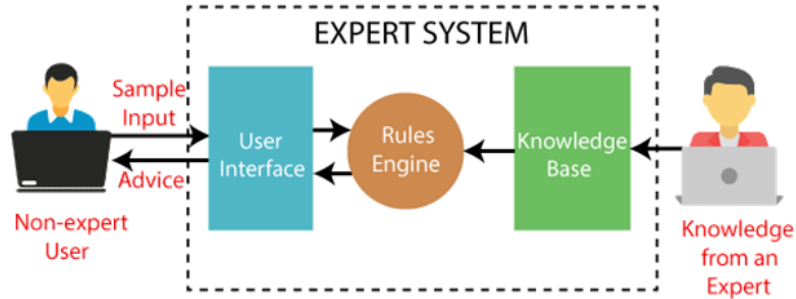 EXPERT SYSTEM
Sample
Input
Advice
Non-expert
User
User
Interface
Rules
Engine
Knowledge
Base
Knowledge
from an
Expert